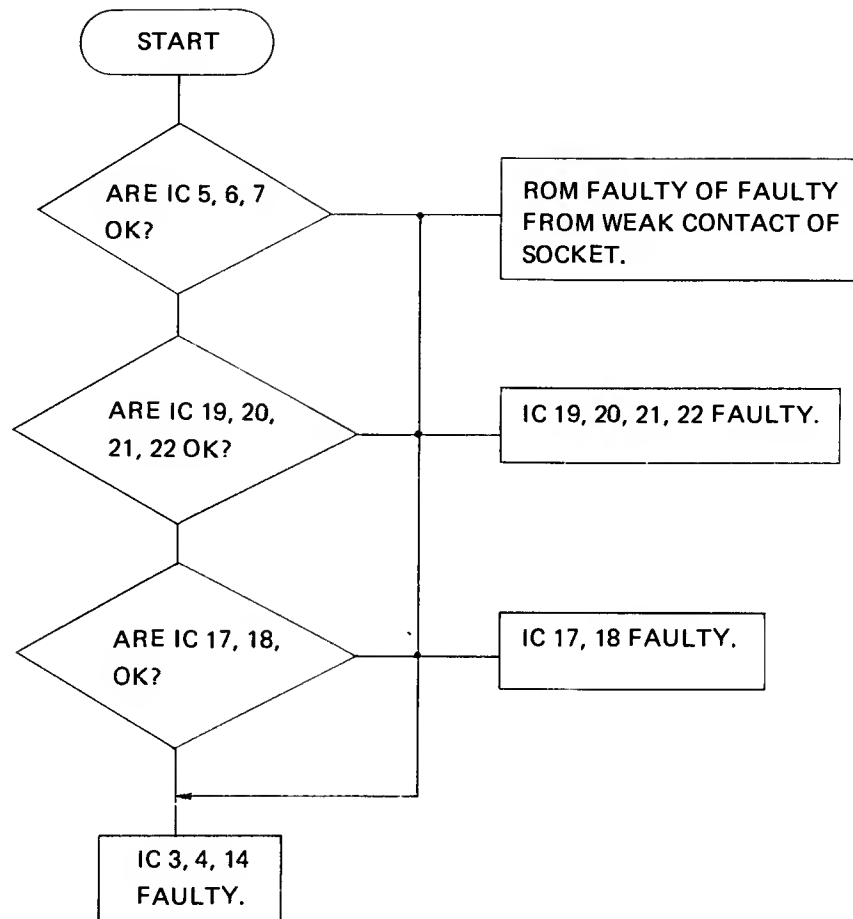 START
ARE IC 5, 6, 7
OK?
ROM FAULTY OF FAULTY
FROM WEAK CONTACT OF
SOCKET.
ARE IC 19, 20,
21, 22 OK?
IC 19, 20, 21, 22 FAULTY.
ARE IC 17, 18,
OK?
IC 17, 18 FAULTY.
IC 3, 4, 14
FAULTY.